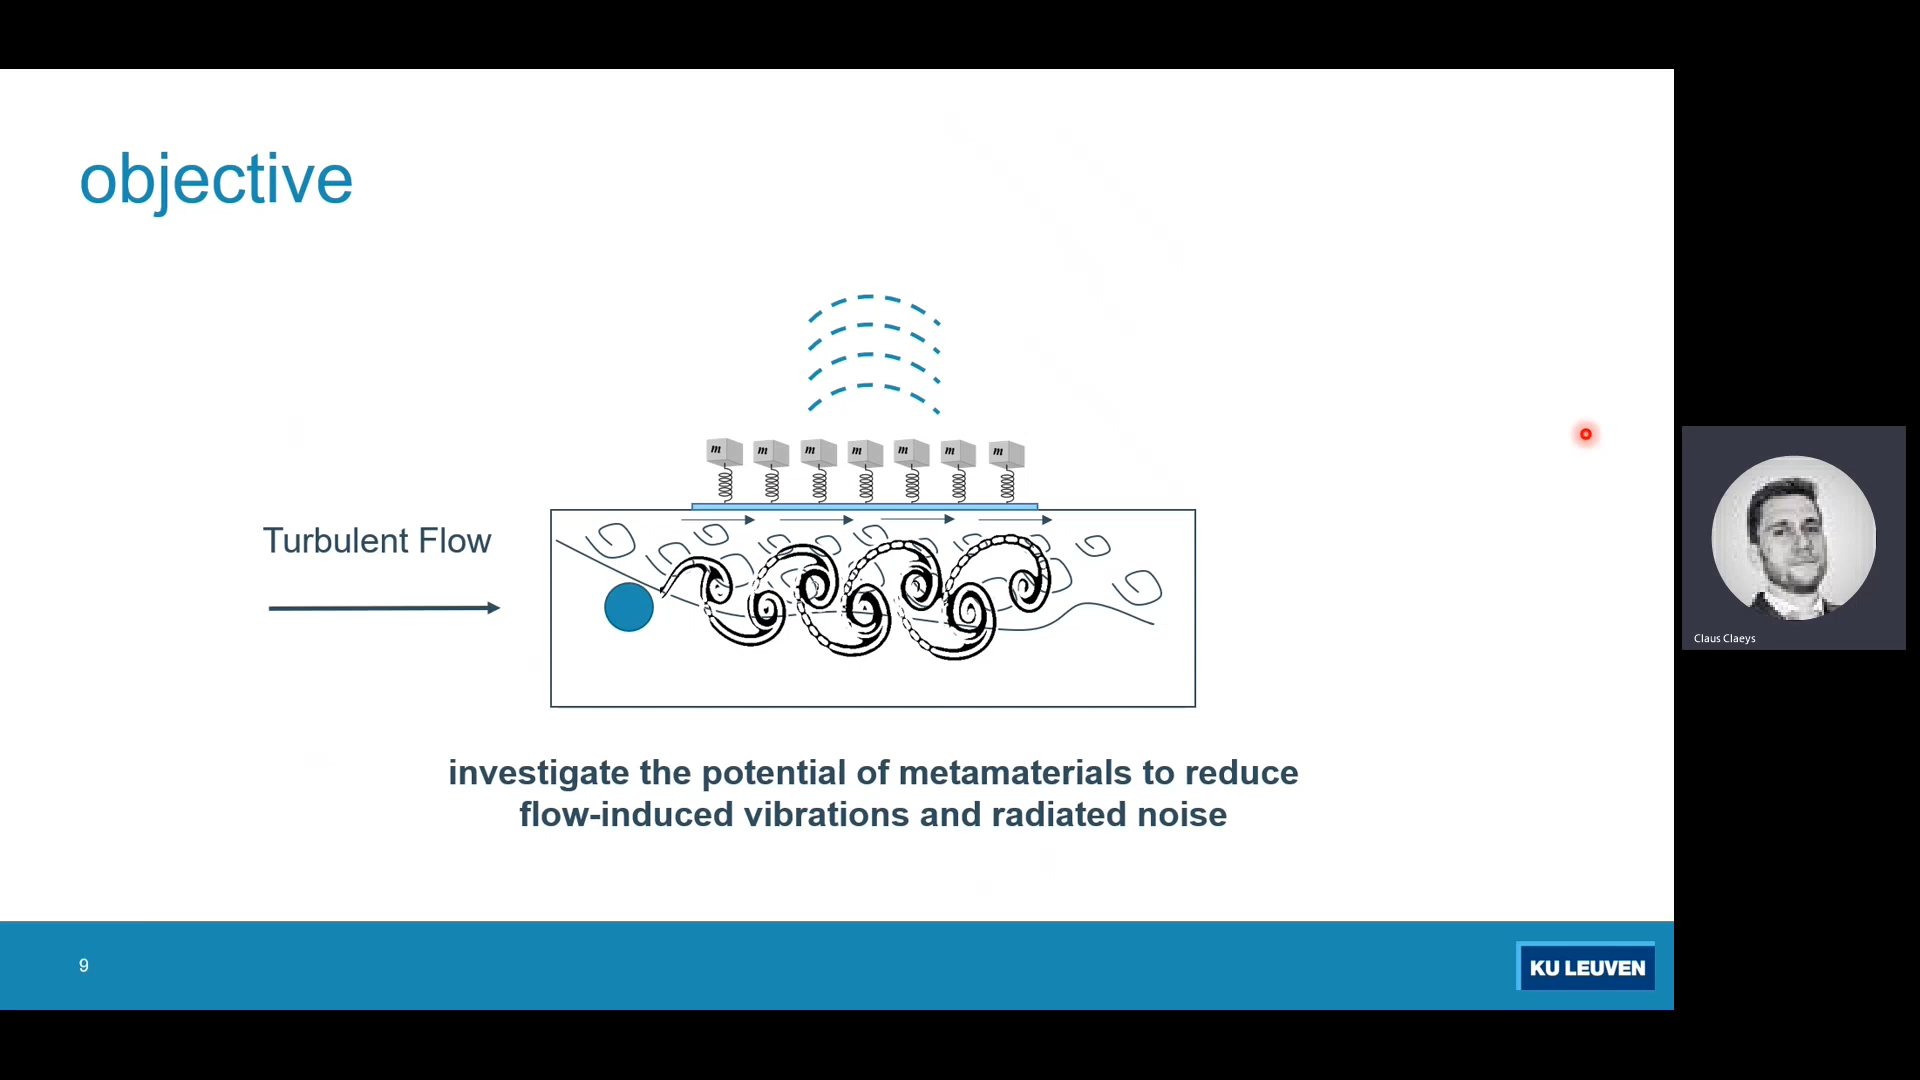 objective
m m m m m m m
Turbulent Flow
investigate the potential of metamaterials to reduce
flow-induced vibrations and radiated noise
Claus Claeys
9
KU LEUVEN